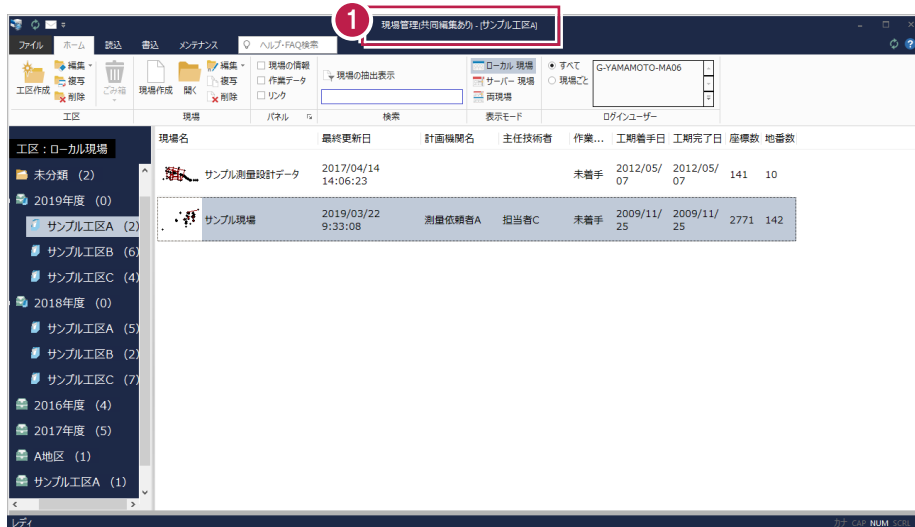 1
現場管理(共同編集あり) - [サンプル工区A]
ファイル ホーム 読込 書込 メンテナンス ヘルプ・FAQ検索
工区作成 編集 複写 削除 ごみ箱
工区
現場作成 開く 編集 複写 削除
現場
現場の情報
作業データ
リンク
パネル
現場の抽出表示
検索
ローカル 現場
サーバー 現場
両現場
表示モード
すべて
現場ごと
G-YAMAMOTO-MA06
ログインユーザー
工区：ローカル現場
未分類 (2)
2019年度 (0)
サンプル工区A (2)
サンプル工区B (6)
サンプル工区C (4)
2018年度 (0)
サンプル工区A (5)
サンプル工区B (2)
サンプル工区C (7)
2016年度 (4)
2017年度 (5)
A地区 (1)
サンプル工区A (1)
現場名 最終更新日 計画機関名 主任技術者 作業... 工期着手日 工期完了日 座標数 地番数
サンプル測量設計データ 2017/04/14 14:06:23 未着手 2012/05/07 2012/05/07 141 10
サンプル現場 2019/03/22 9:33:08 測量依頼者A 担当者C 未着手 2009/11/25 2009/11/25 2771 142
レディ
カナ CAP NUM SCRL